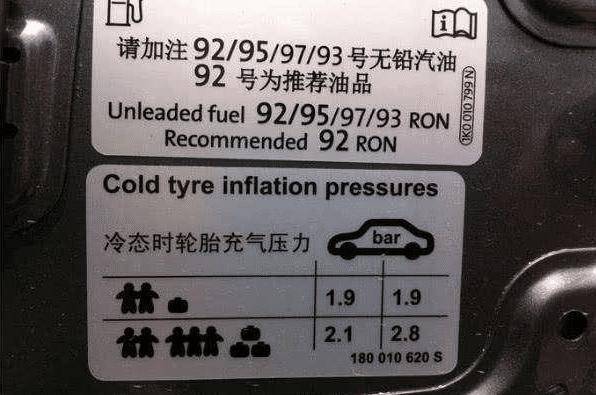 请加注 92/95/97/93 号无铅汽油
92 号为推荐油品
Unleaded fuel 92/95/97/93 RON
Recommended 92 RON
1K0 010 799 N
Cold tyre inflation pressures
冷态时轮胎充气压力 bar
1.9 1.9
2.1 2.8
180 010 620 S